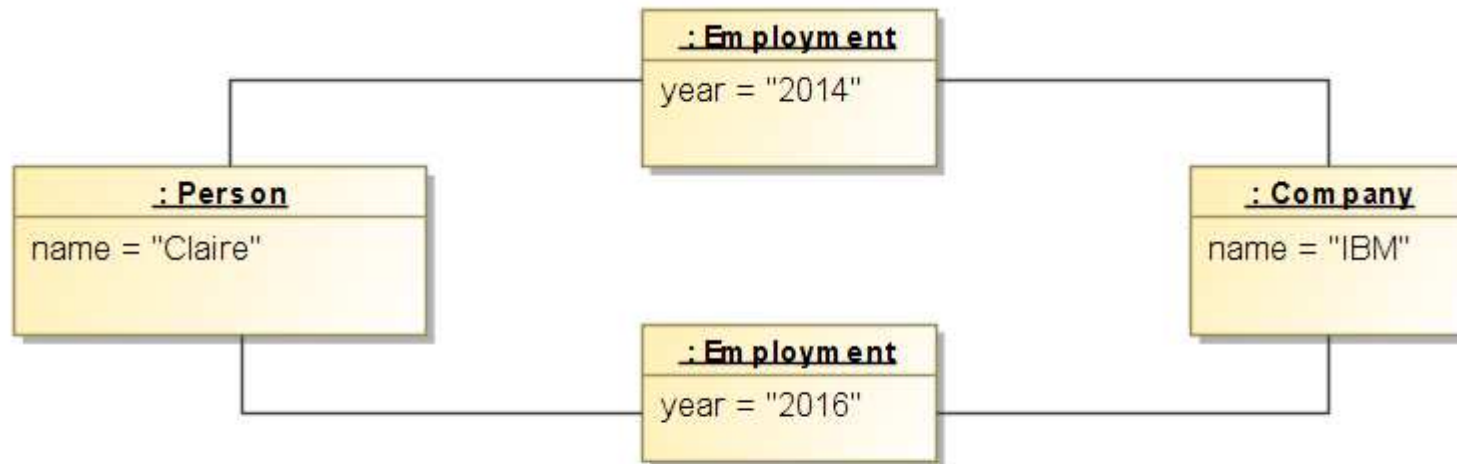 : Employment
year = "2014"
: Person
name = "Claire"
: Company
name = "IBM"
: Employment
year = "2016"